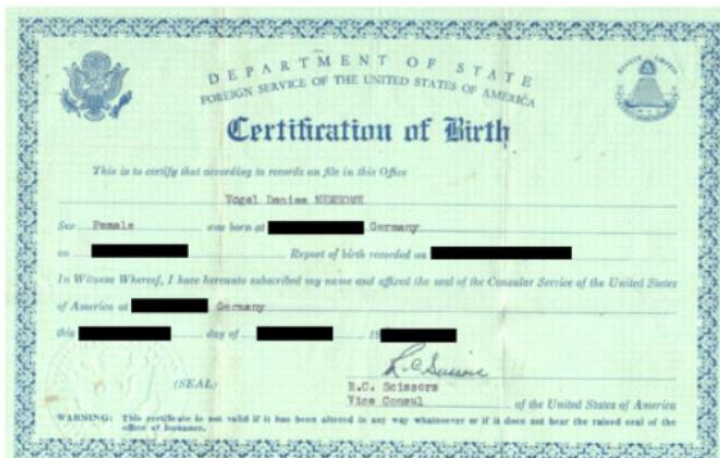 DEPARTMENT OF STATE
FOREIGN SERVICE OF THE UNITED STATES OF AMERICA
Certification of Birth
This is to certify that according to records on file in this Office
Vogel Denise
Sex Female was born at Germany
on Report of birth recorded on
In Witness Whereof, I have hereunto subscribed my name and affixed the seal of the Consular Service of the United States
of America at Germany
this day of 19
(SEAL)
R.C. Scissors
Vice Consul of the United States of America
WARNING: This certificate is not valid if it has been altered in any way whatsoever or if it does not bear the raised seal of the
office of issuance.